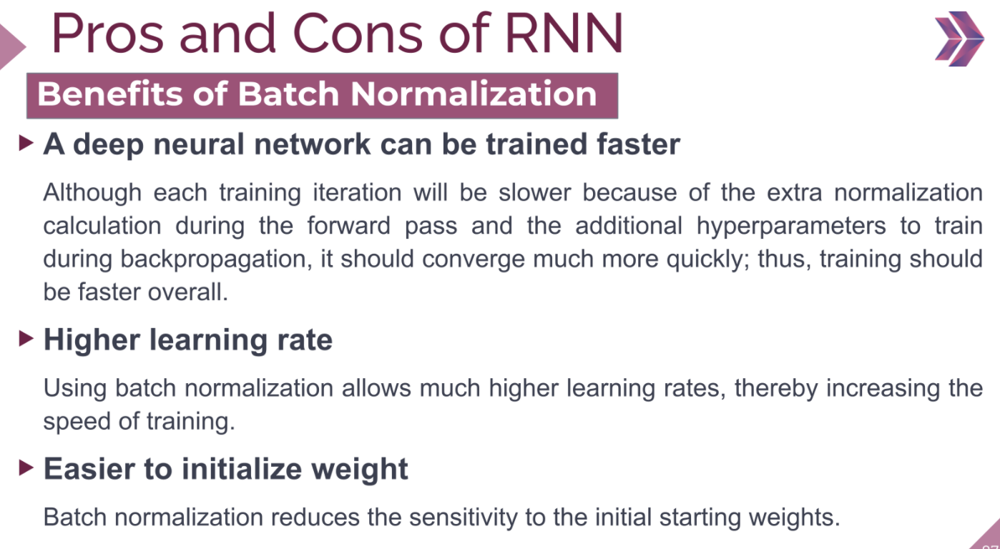 Pros and Cons of RNN
Benefits of Batch Normalization
A deep neural network can be trained faster
Although each training iteration will be slower because of the extra normalization
calculation during the forward pass and the additional hyperparameters to train
during backpropagation, it should converge much more quickly; thus, training should
be faster overall.
Higher learning rate
Using batch normalization allows much higher learning rates, thereby increasing the
speed of training.
Easier to initialize weight
Batch normalization reduces the sensitivity to the initial starting weights.